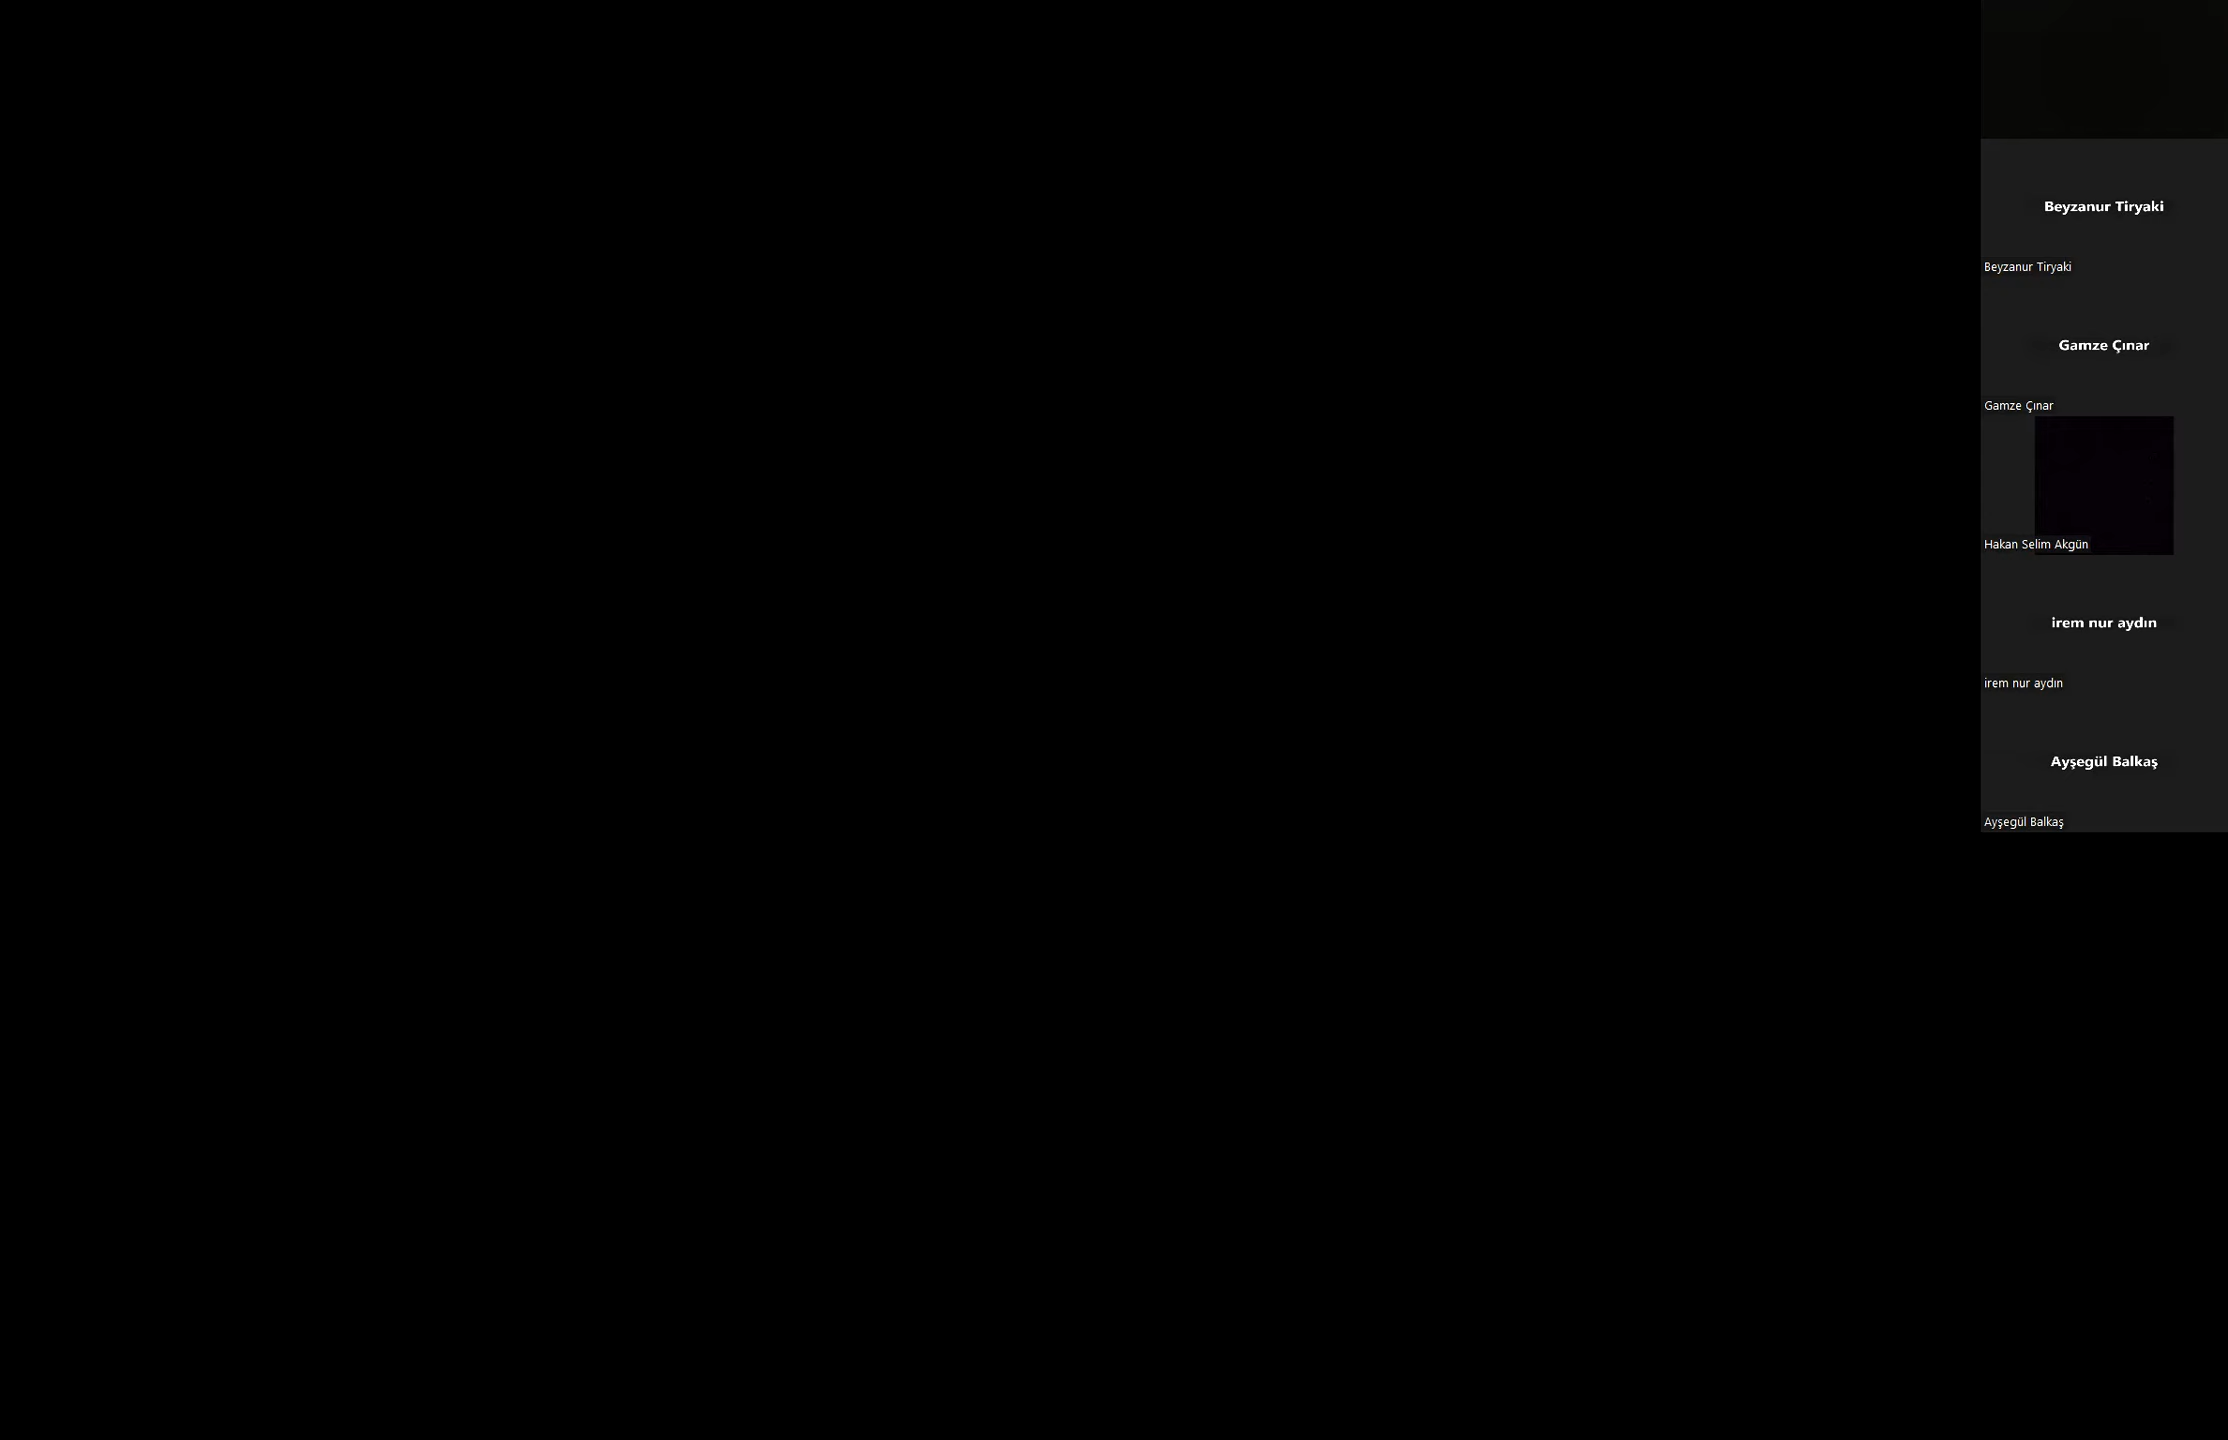 Beyzanur Tiryaki
Beyzanur Tiryaki
Gamze Çınar
Gamze Çınar
Hakan Selim Akgün
irem nur aydın
irem nur aydın
Ayşegül Balkaş
Ayşegül Balkaş